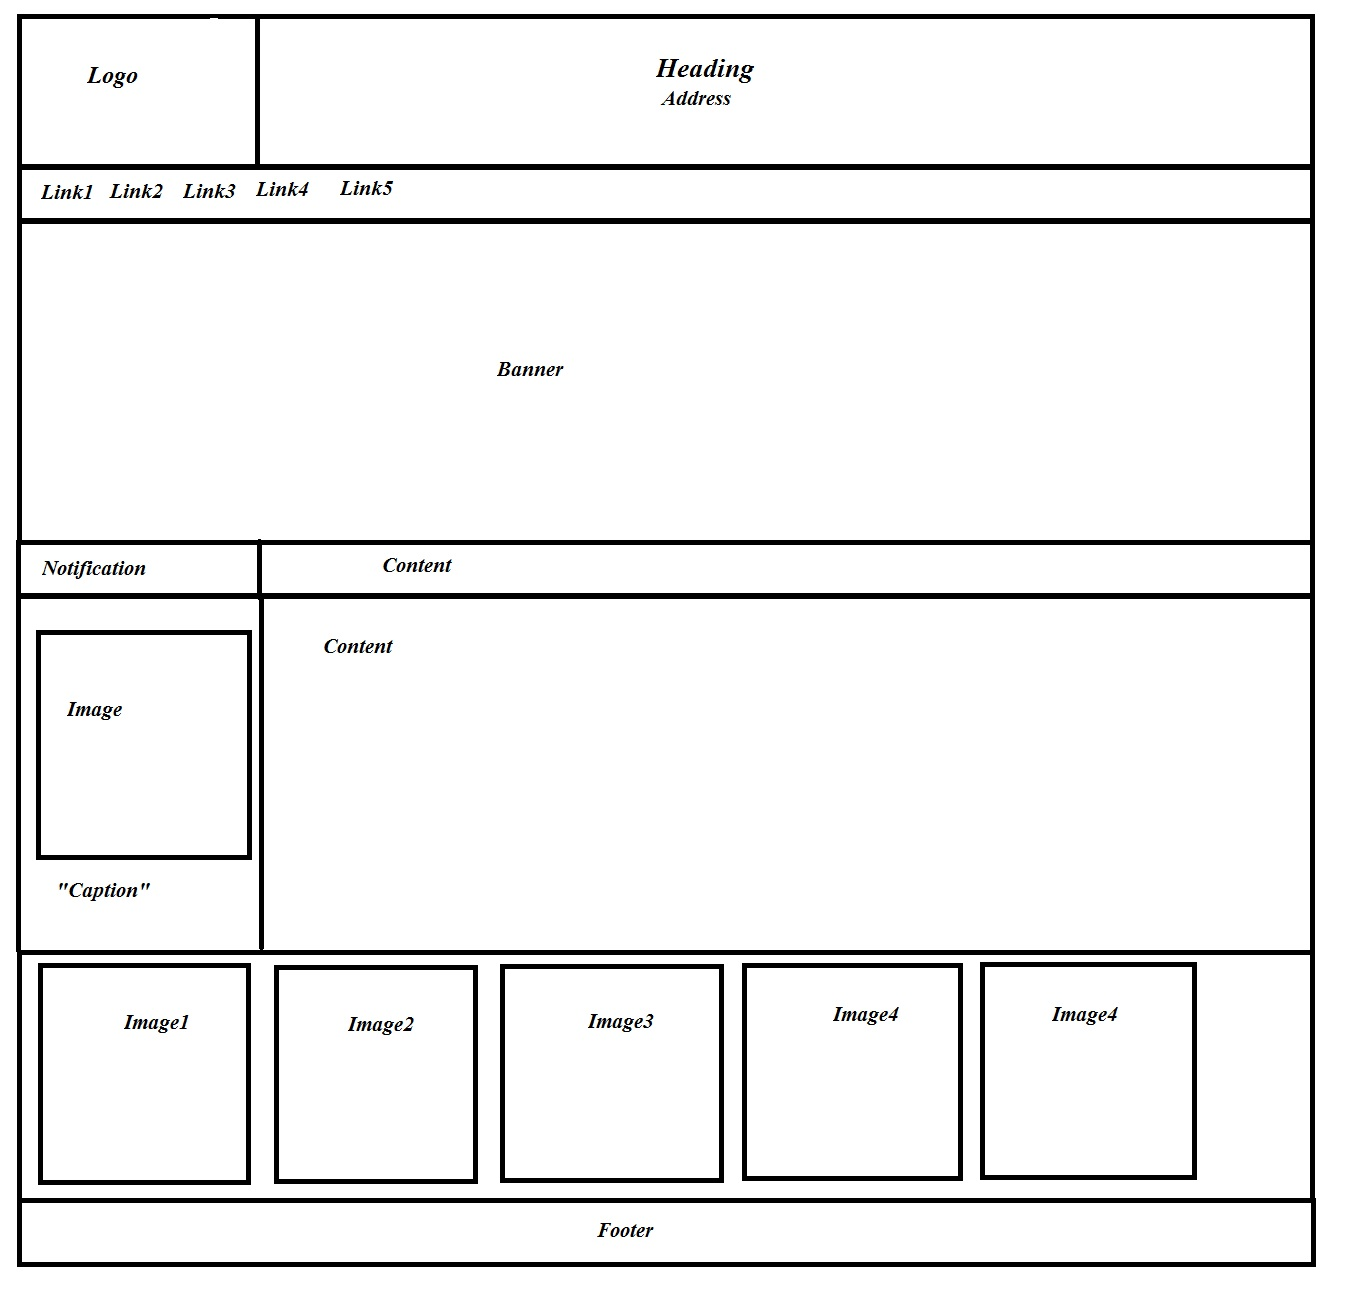 Logo
Heading
Address
Link1 Link2 Link3 Link4 Link5
Banner
Notification
Content
Image
"Caption"
Content
Image1
Image2
Image3
Image4
Image4
Footer